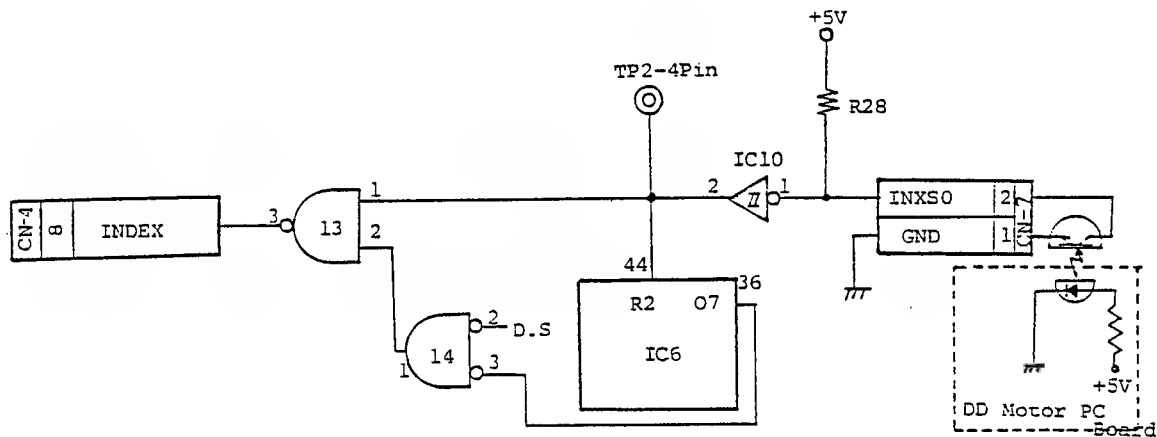 +5V
TP2-4Pin
R28
IC10
2
1
CN-4
8
INDEX
3
13
1
2
INXSO
2
CN-7
GND
1
44
36
R2
O7
IC6
14
2
D.S
3
1
+5V
DD Motor PC
Board